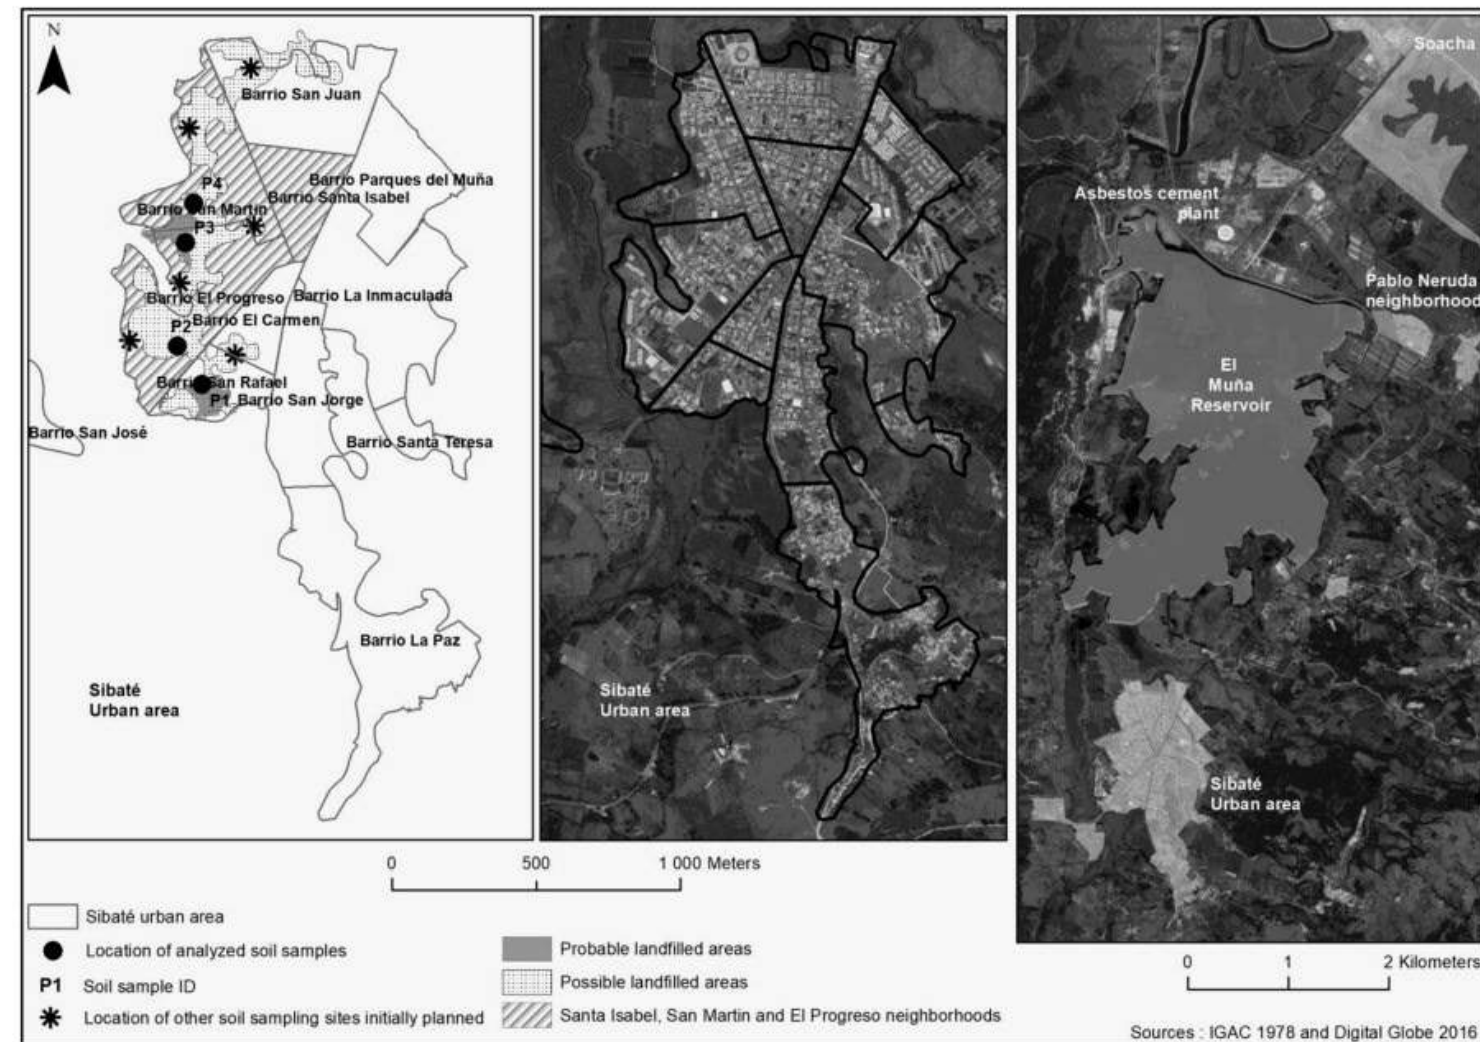 N
Barrio San Juan
P4
Barrio Parques del Muña
Barrio Santa Isabel
Barrio San Martin
P3
Barrio El Progreso
Barrio La Inmaculada
P2
Barrio El Carmen
Barrio San Rafael
P1
Barrio San Jorge
Barrio San José
Barrio Santa Teresa
Barrio La Paz
Sibaté
Urban area
Sibaté
Urban area
Soacha
Asbestos cement
plant
Pablo Neruda
neighborhood
El
Muña
Reservoir
Sibaté
Urban area
0 500 1 000 Meters
Sibaté urban area
Location of analyzed soil samples
P1 Soil sample ID
Location of other soil sampling sites initially planned
Probable landfilled areas
Possible landfilled areas
Santa Isabel, San Martin and El Progreso neighborhoods
0 1 2 Kilometers
Sources : IGAC 1978 and Digital Globe 2016